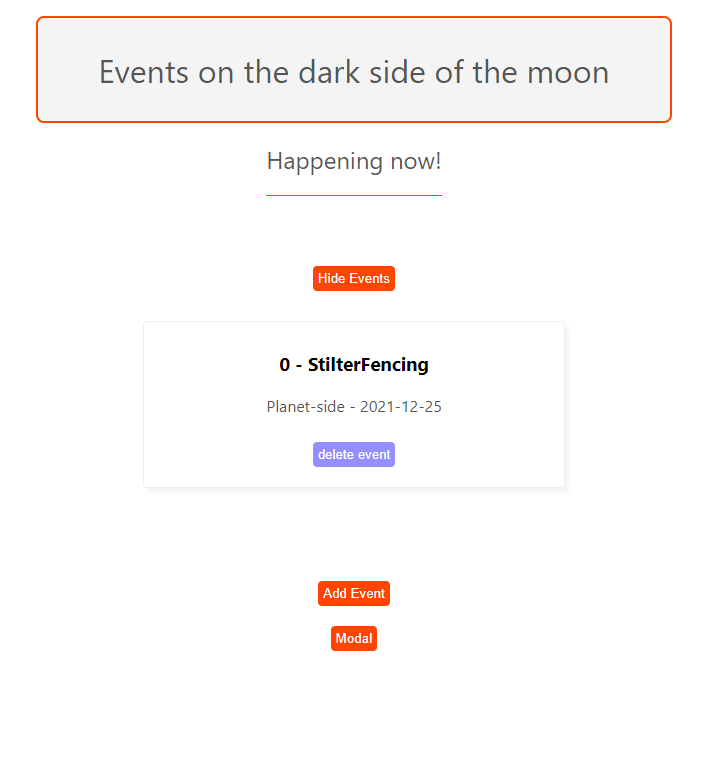 Events on the dark side of the moon
Happening now!
Hide Events
0 - StilterFencing
Planet-side - 2021-12-25
delete event
Add Event
Modal